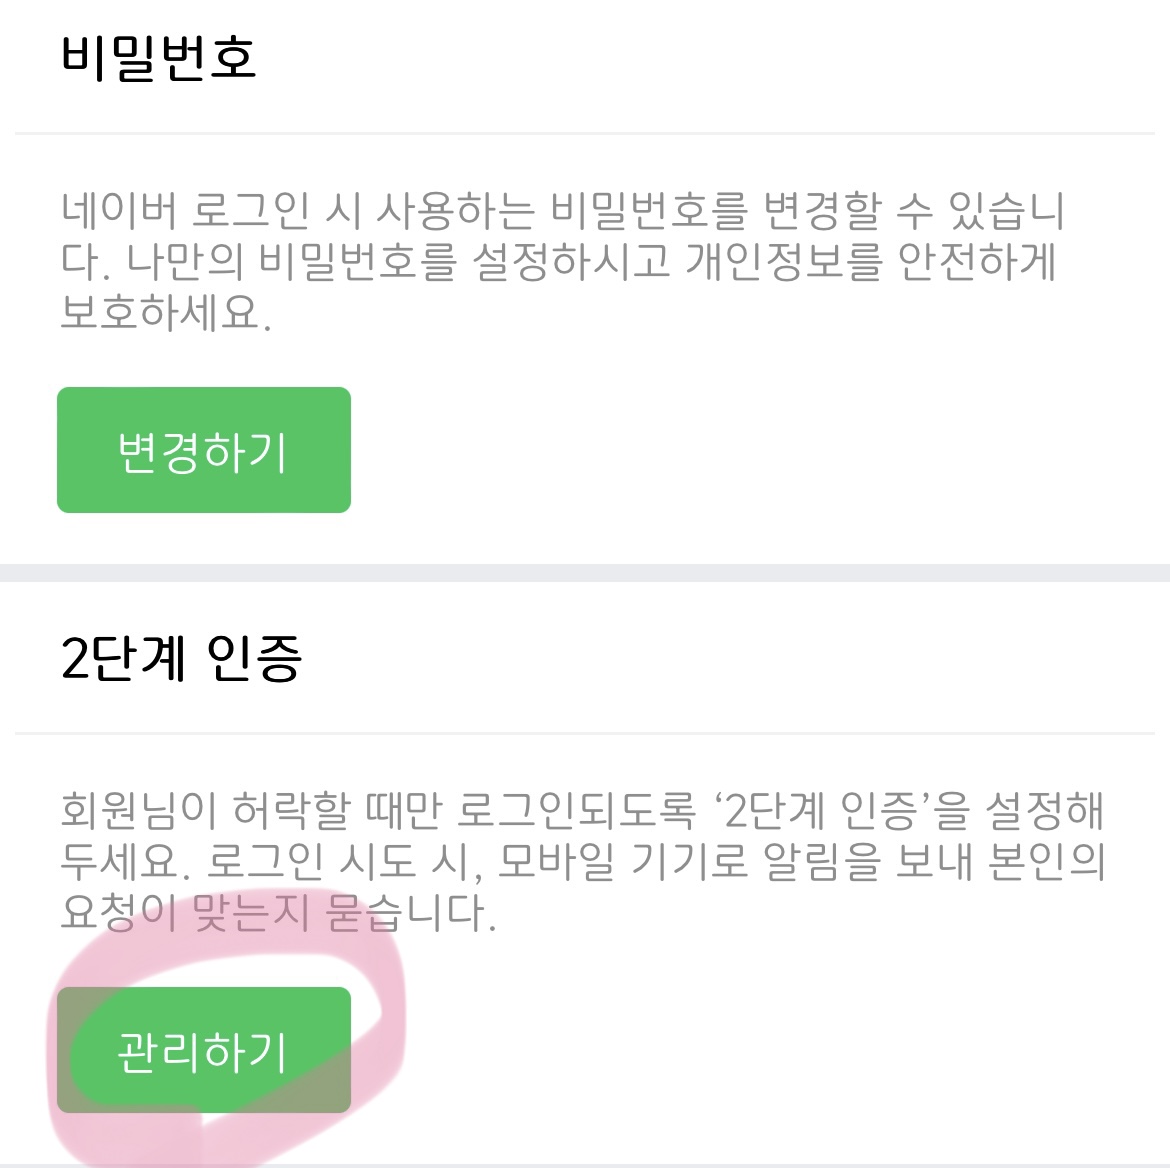 비밀번호
네이버 로그인 시 사용하는 비밀번호를 변경할 수 있습니
다. 나만의 비밀번호를 설정하시고 개인정보를 안전하게
보호하세요.
변경하기
2단계 인증
회원님이 허락할 때만 로그인되도록 ‘2단계 인증’을 설정해
두세요. 로그인 시도 시, 모바일 기기로 알림을 보내 본인의
요청이 맞는지 묻습니다.
관리하기